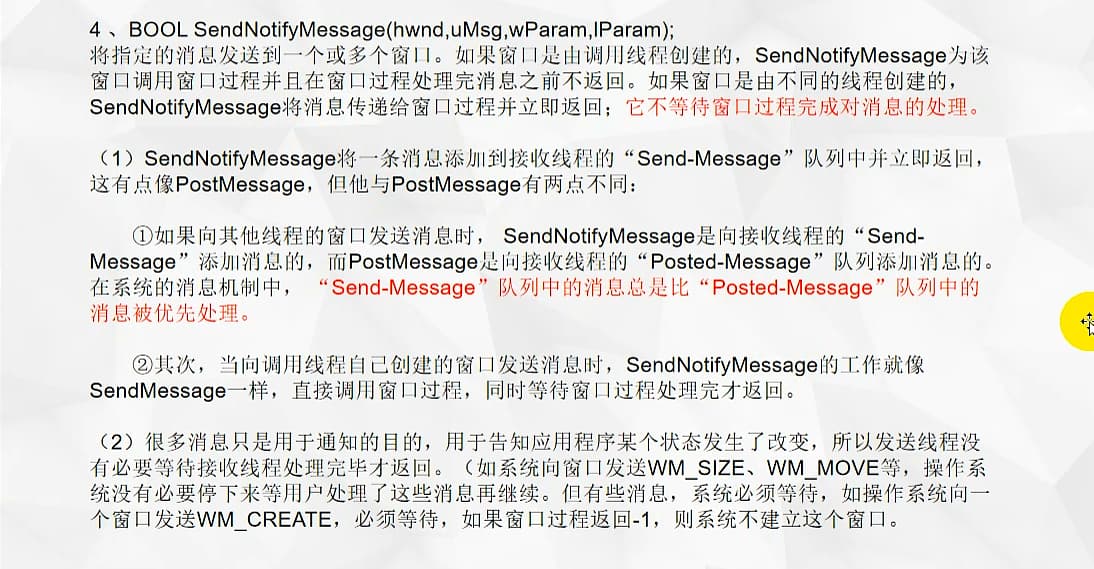 4 、BOOL SendNotifyMessage(hwnd,uMsg,wParam,lParam);
将指定的消息发送到一个或多个窗口。如果窗口是由调用线程创建的，SendNotifyMessage为该
窗口调用窗口过程并且在窗口过程处理完消息之前不返回。如果窗口是由不同的线程创建的，
SendNotifyMessage将消息传递给窗口过程并立即返回；它不等待窗口过程完成对消息的处理。
（1）SendNotifyMessage将一条消息添加到接收线程的“Send-Message”队列中并立即返回，
这有点像PostMessage，但他与PostMessage有两点不同：
①如果向其他线程的窗口发送消息时， SendNotifyMessage是向接收线程的“Send-
Message”添加消息的，而PostMessage是向接收线程的“Posted-Message”队列添加消息的。
在系统的消息机制中， “Send-Message”队列中的消息总是比“Posted-Message”队列中的
消息被优先处理。
②其次，当向调用线程自己创建的窗口发送消息时，SendNotifyMessage的工作就像
SendMessage一样，直接调用窗口过程，同时等待窗口过程处理完才返回。
（2）很多消息只是用于通知的目的，用于告知应用程序某个状态发生了改变，所以发送线程没
有必要等待接收线程处理完毕才返回。（如系统向窗口发送WM_SIZE、WM_MOVE等，操作系
统没有必要停下来等用户处理了这些消息再继续。但有些消息，系统必须等待，如操作系统向一
个窗口发送WM_CREATE，必须等待，如果窗口过程返回-1，则系统不建立这个窗口。